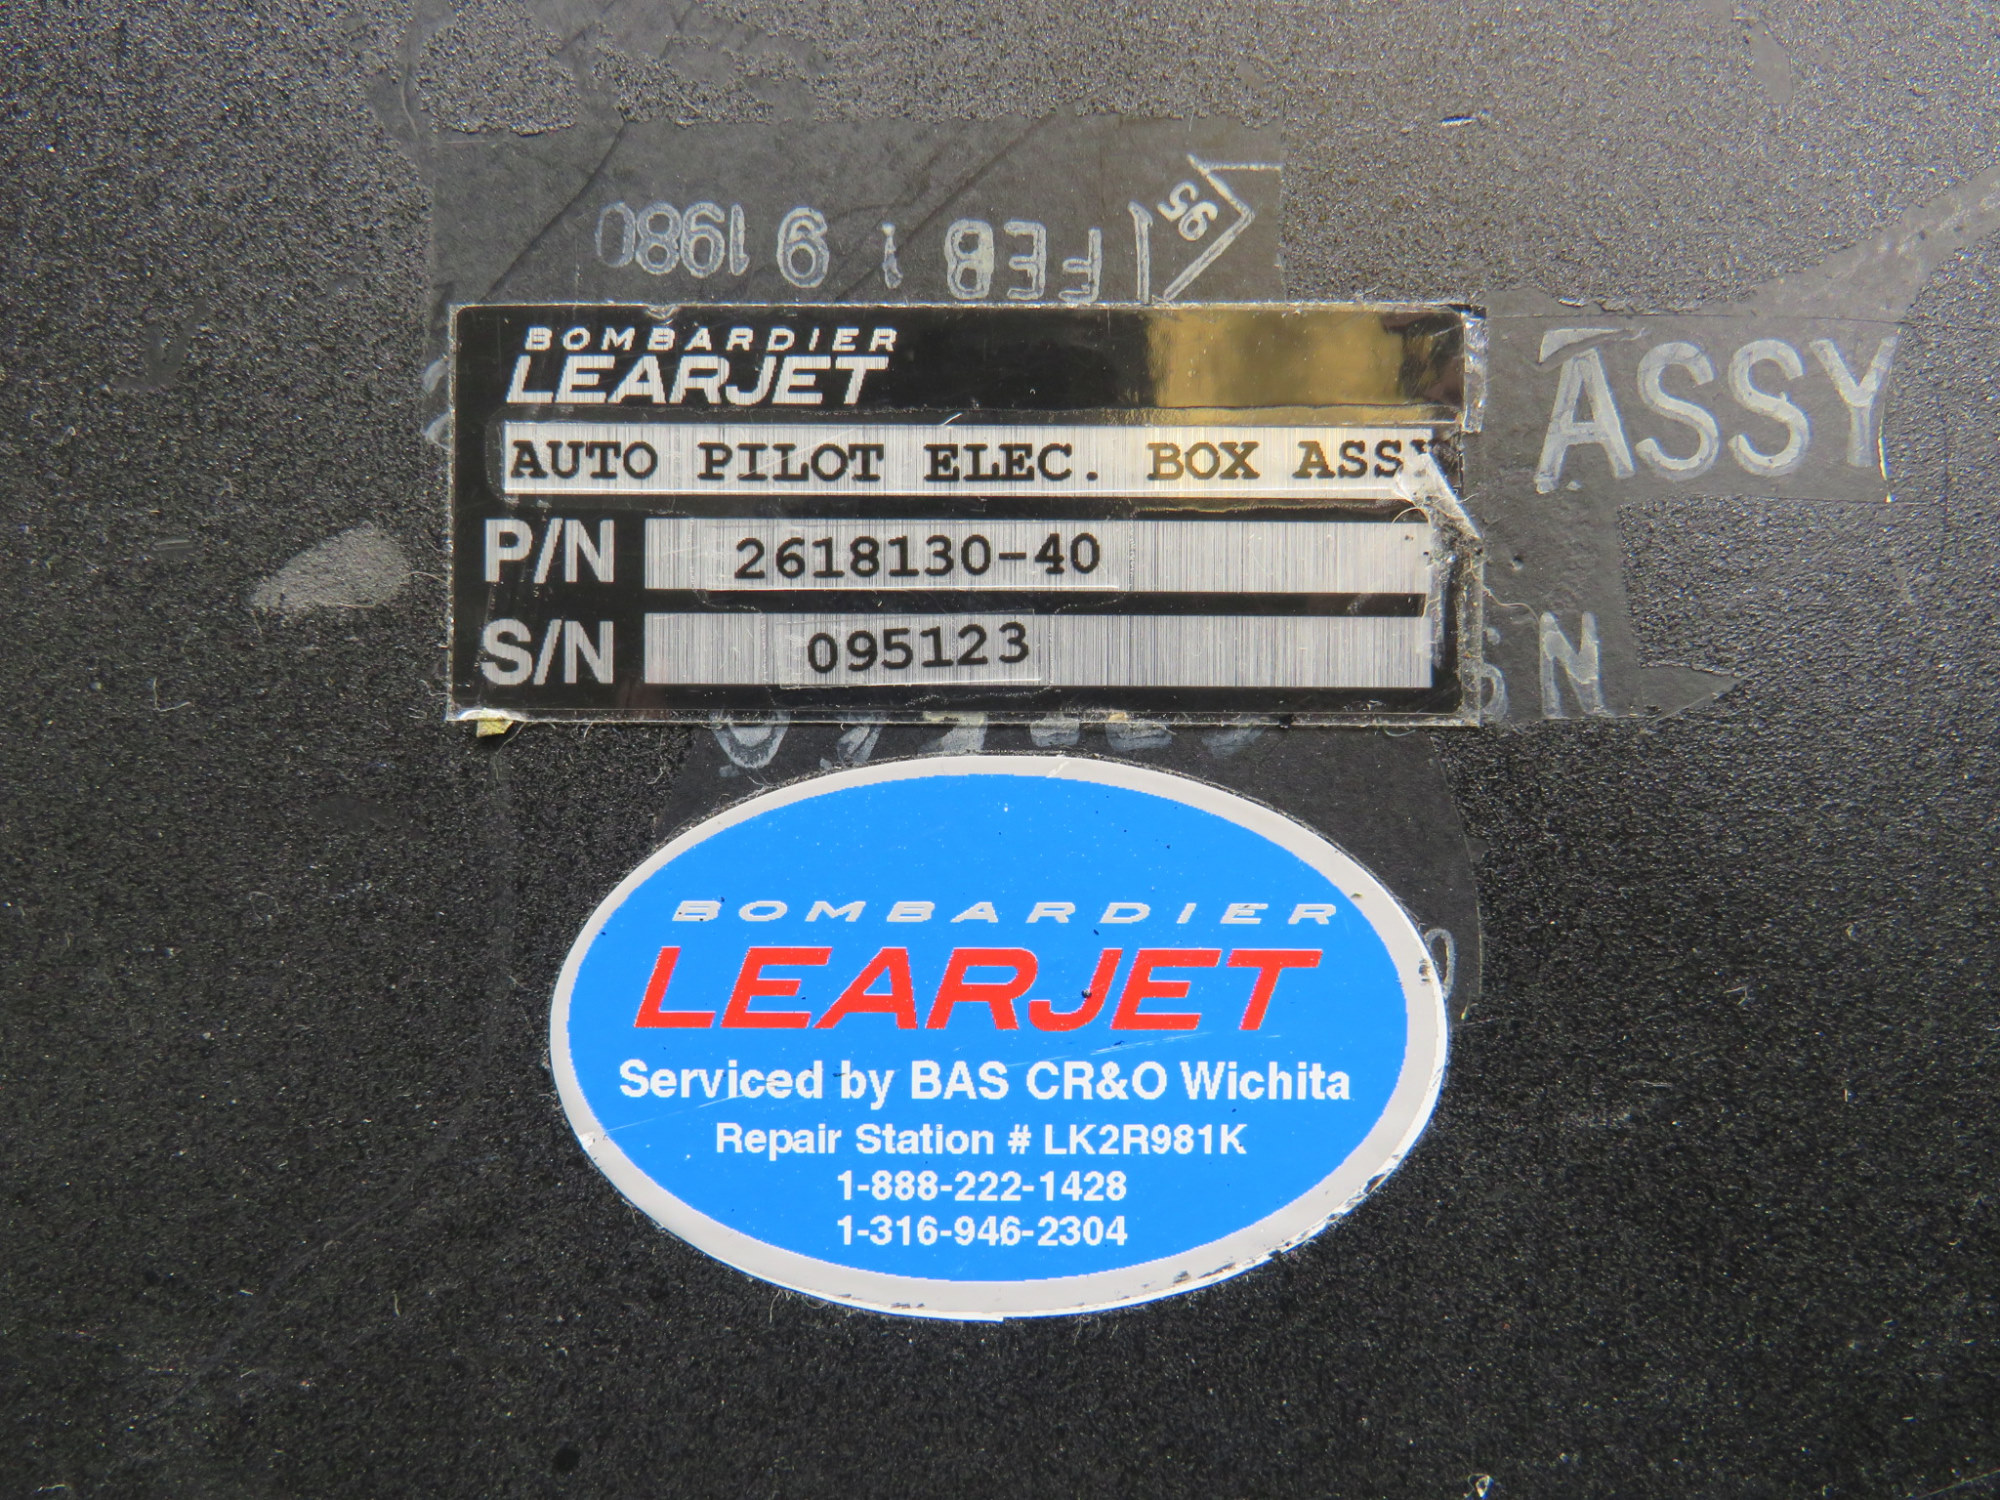 FEB 19 1980
BOMBARDIER
LEARJET
AUTO PILOT ELEC. BOX ASSY
ASSY
P/N 2618130-40
S/N 095123
BOMBARDIER
LEARJET
Serviced by BAS CR&O Wichita
Repair Station # LK2R981K
1-888-222-1428
1-316-946-2304